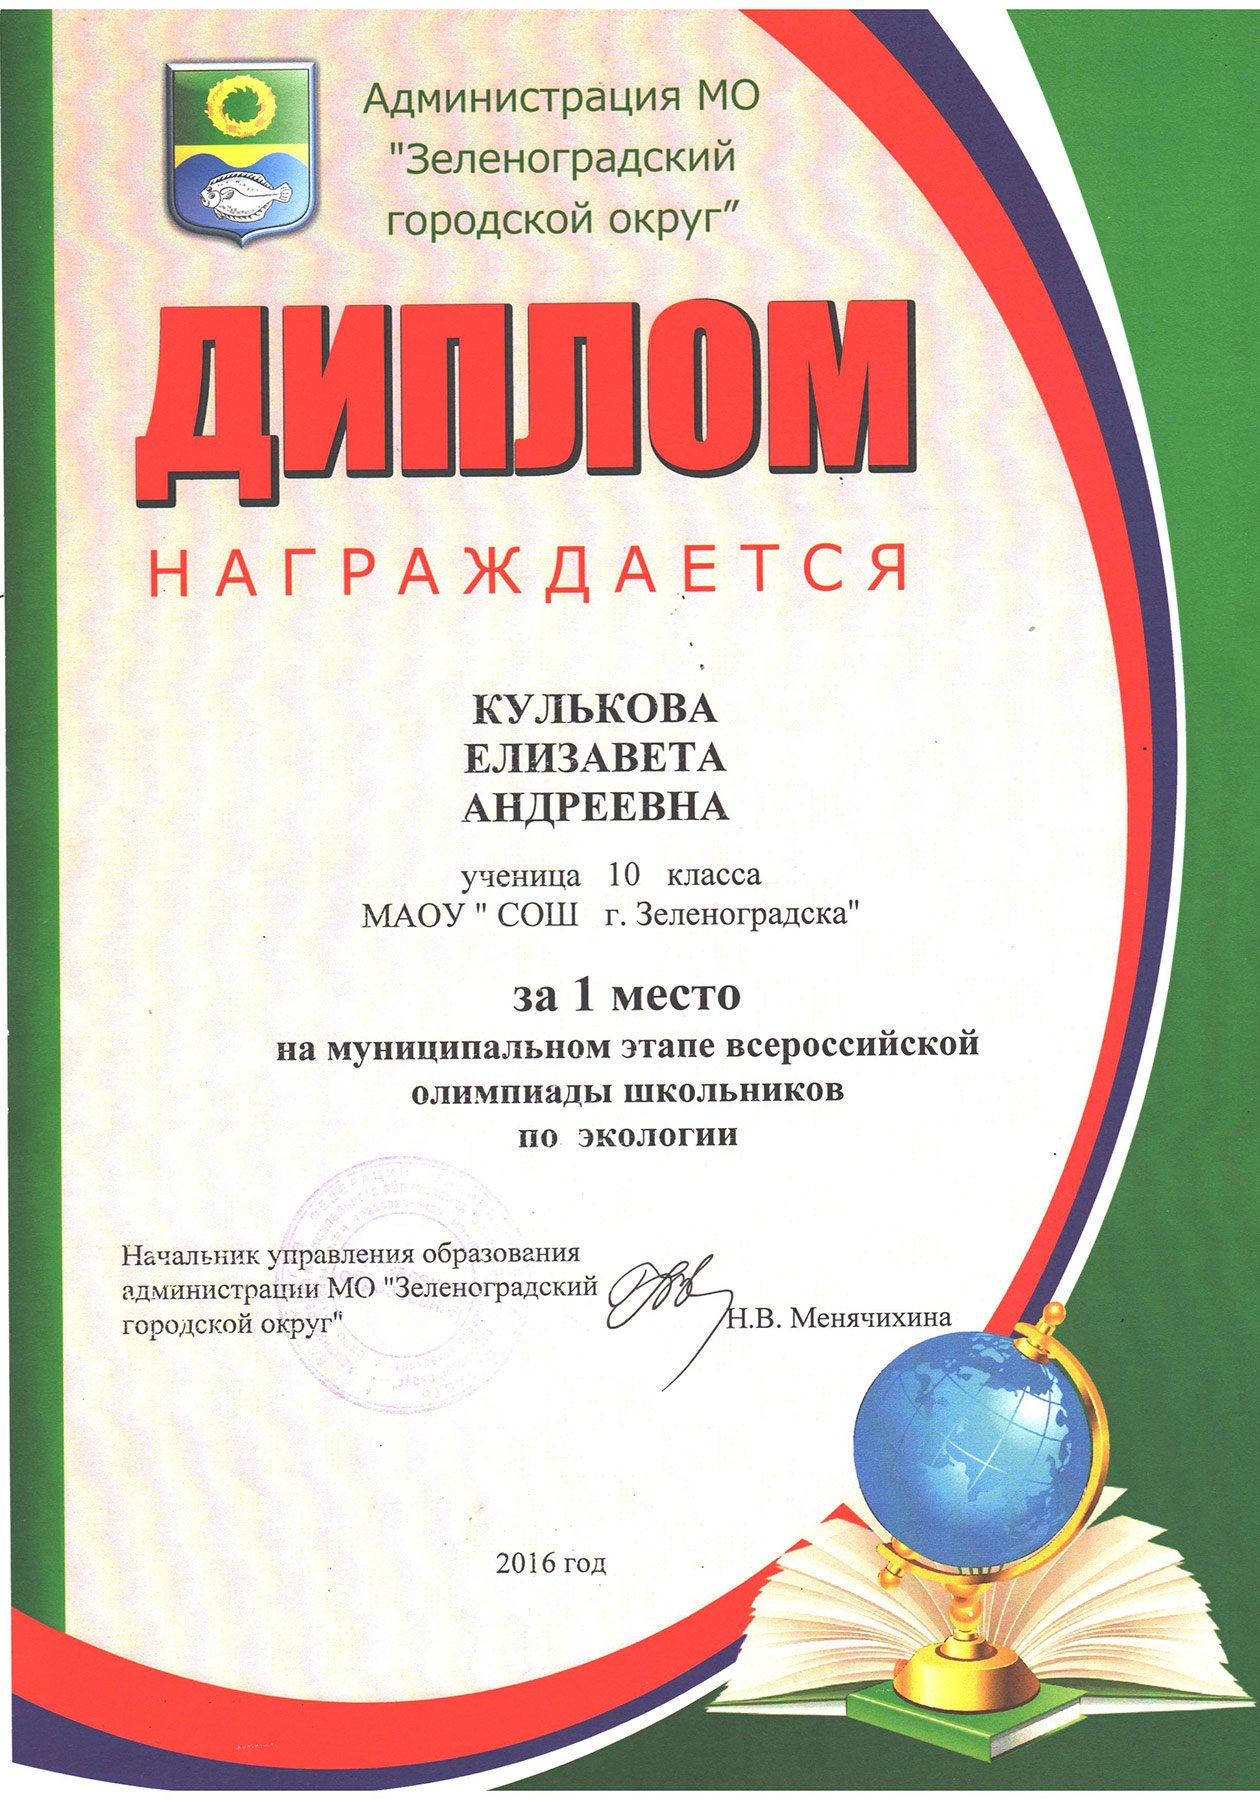 Администрация МО
"Зеленоградский
городской округ”
ДИПЛОМ
НАГРАЖДАЕТСЯ
КУЛЬКОВА
ЕЛИЗАВЕТА
АНДРЕЕВНА
ученица 10 класса
МАОУ " СОШ г. Зеленоградска"
за 1 место
на муниципальном этапе всероссийской
олимпиады школьников
по экологии
Начальник управления образования
администрации МО "Зеленоградский
городской округ"
Н.В. Менячихина
2016 год